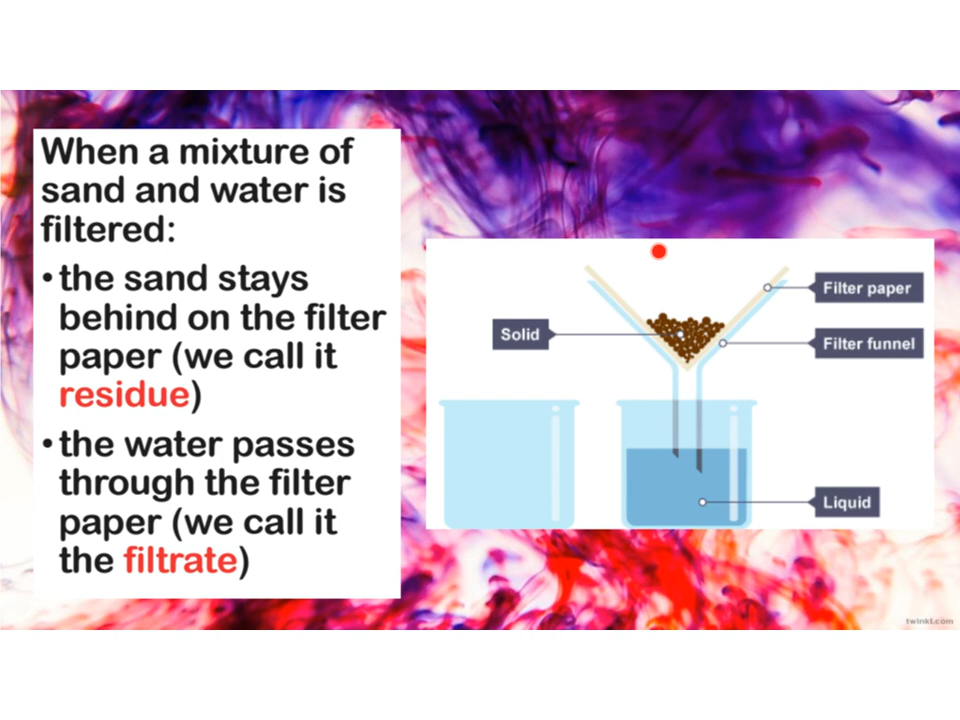 When a mixture of
sand and water is
filtered:
• the sand stays
behind on the filter
paper (we call it
residue)
• the water passes
through the filter
paper (we call it
the filtrate)
Solid
Filter paper
Filter funnel
Liquid
twinkl.com